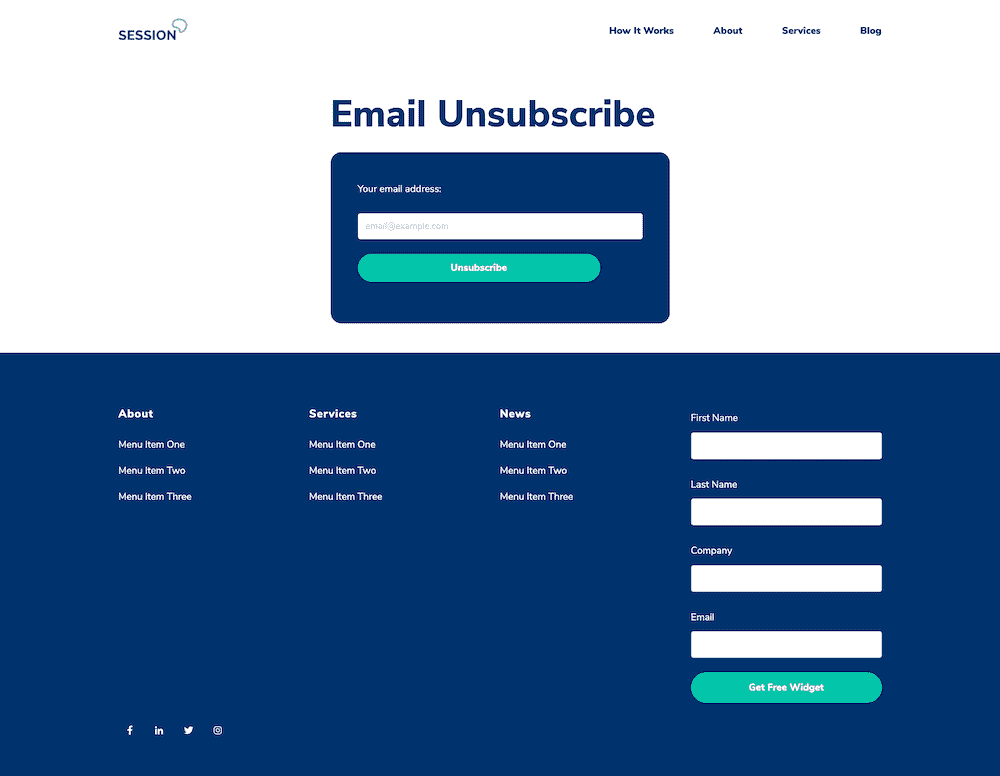 SESSION
How It Works
About
Services
Blog
Email Unsubscribe
Your email address:
email@example.com
Unsubscribe
About
Menu Item One
Menu Item Two
Menu Item Three
Services
Menu Item One
Menu Item Two
Menu Item Three
News
Menu Item One
Menu Item Two
Menu Item Three
First Name
Last Name
Company
Email
Get Free Widget